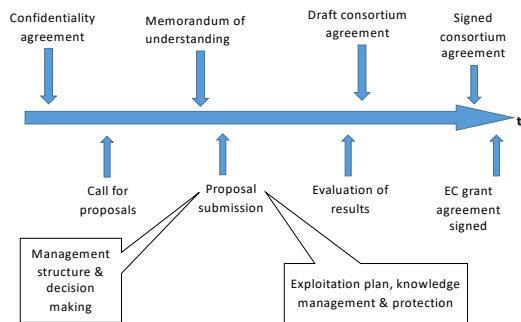 Confidentiality
agreement
Memorandum of
understanding
Draft consortium
agreement
Signed
consortium
agreement
t
Call for
proposals
Proposal
submission
Evaluation of
results
EC grant
agreement
signed
Management
structure &
decision
making
Exploitation plan, knowledge
management & protection